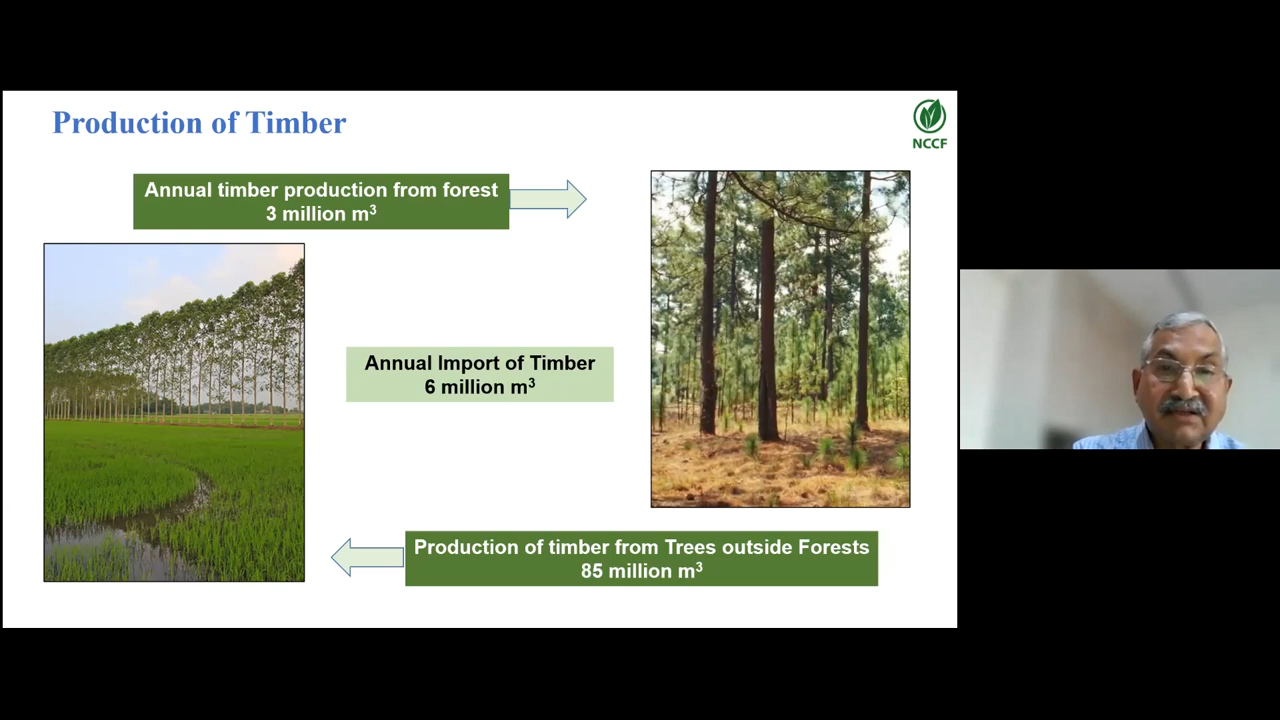 Production of Timber
NCCF
Annual timber production from forest
3 million m³
Annual Import of Timber
6 million m³
Production of timber from Trees outside Forests
85 million m³